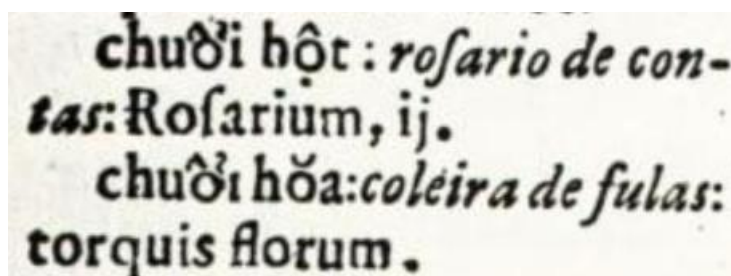 chuỗi hột : roſario de con-
tas: Roſarium, ij.
chuỗi hŏa: coleira de fulas:
torquis florum.